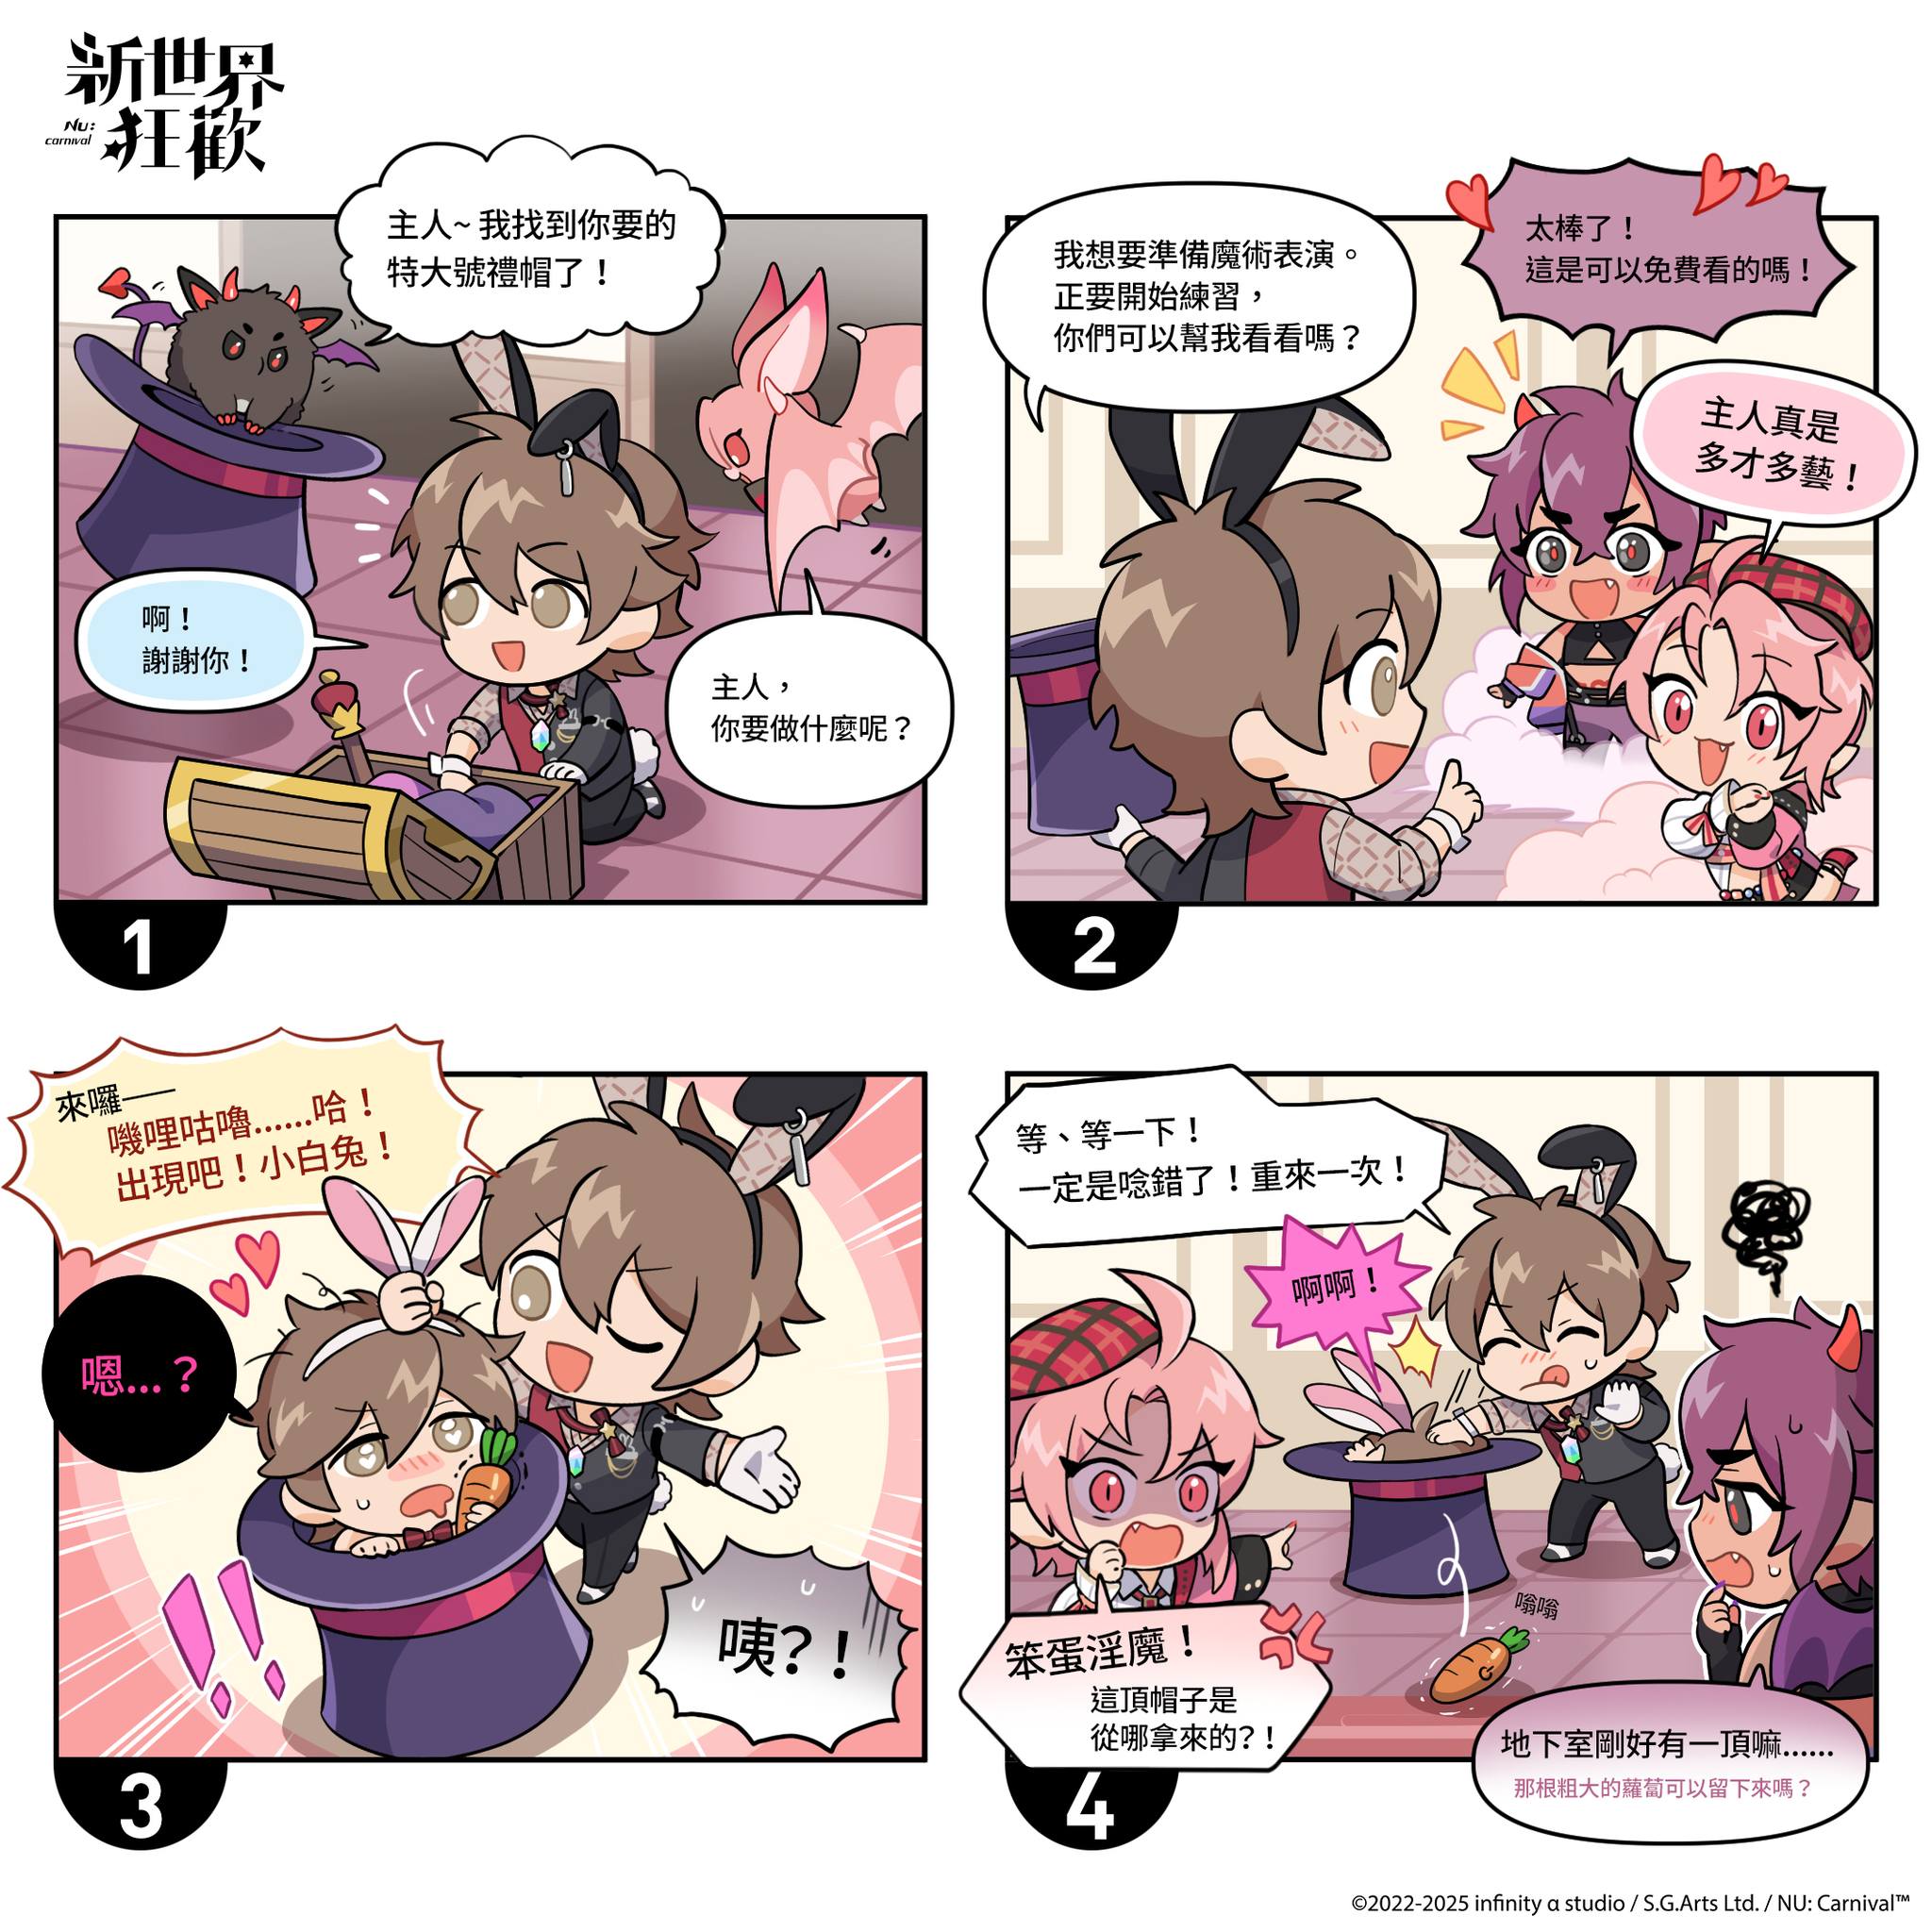 新世界
狂歡
NU:
carnival
主人~ 我找到你要的
特大號禮帽了！
啊！
謝謝你！
主人，
你要做什麼呢？
1
我想要準備魔術表演。
正要開始練習，
你們可以幫我看看嗎？
太棒了！
這是可以免費看的嗎！
主人真是
多才多藝！
2
來囉──
嘰哩咕嚕......哈！
出現吧！小白兔！
嗯...？
咦?！
3
等、等一下！
一定是唸錯了！重來一次！
啊啊！
笨蛋淫魔！
這頂帽子是
從哪拿來的?！
嗡嗡
地下室剛好有一頂嘛......
那根粗大的蘿蔔可以留下來嗎？
4
©2022-2025 infinity α studio / S.G.Arts Ltd. / NU: Carnival™